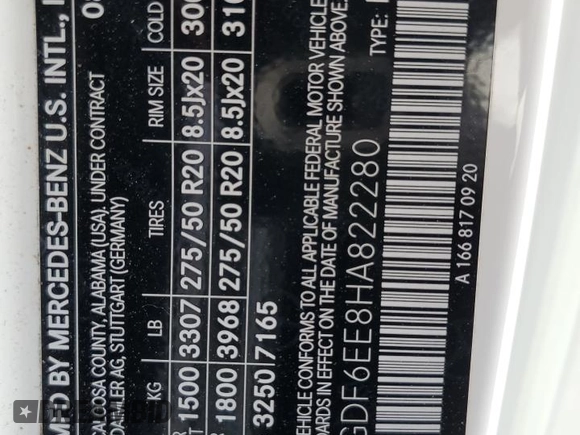 MFD BY MERCEDES-BENZ U.S. INTL.,
CALOOSA COUNTY, ALABAMA (USA), UNDER CONTRACT
DAIMLER AG, STUTTGART (GERMANY)
KG LB TIRES RIM SIZE COLD
1500 3307 275/50 R20 8.5Jx20 300
1800 3968 275/50 R20 8.5Jx20 310
3250 7165
VEHICLE CONFORMS TO ALL APPLICABLE FEDERAL MOTOR VEHICLE
IN EFFECT ON THE DATE OF MANUFACTURE SHOWN ABOVE.
GDF6EE8HA822280 TYPE:
A 166 817 09 20